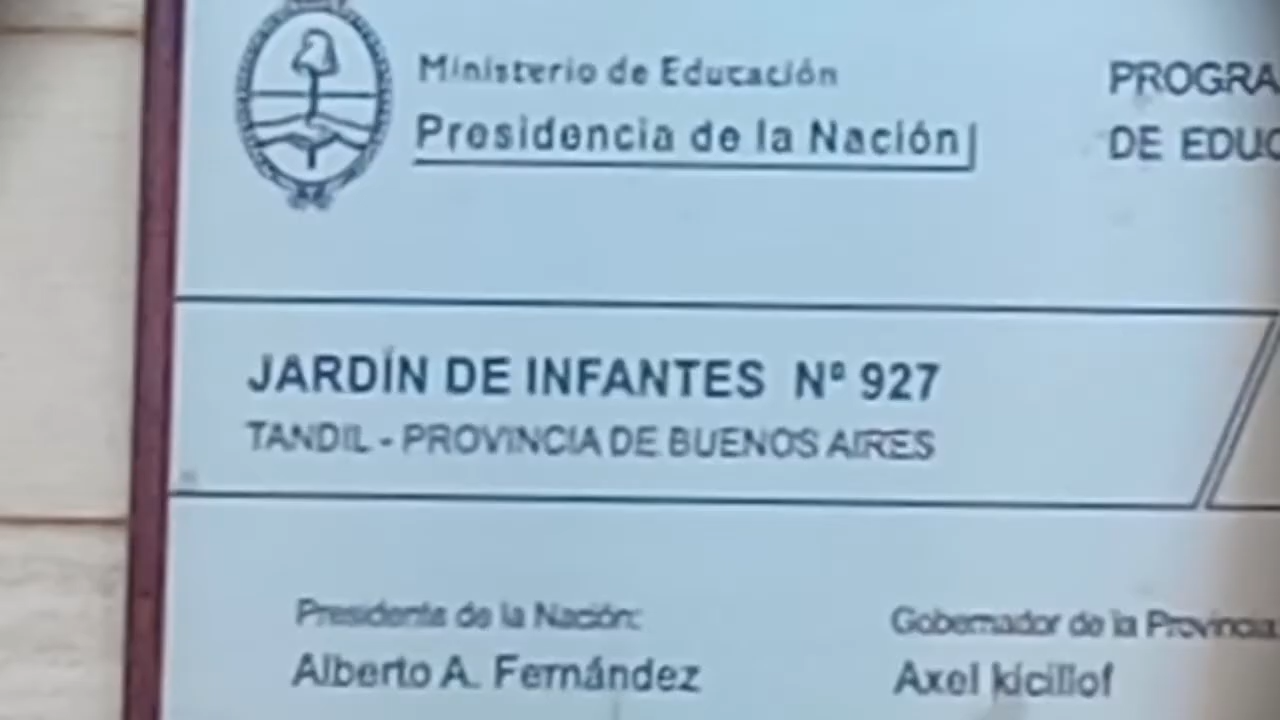 Ministerio de Educación
Presidencia de la Nación
PROGRA
DE EDUC
JARDÍN DE INFANTES Nº 927
TANDIL - PROVINCIA DE BUENOS AIRES
Presidente de la Nación:
Gobernador de la Provincia
Alberto A. Fernández
Axel kicillof